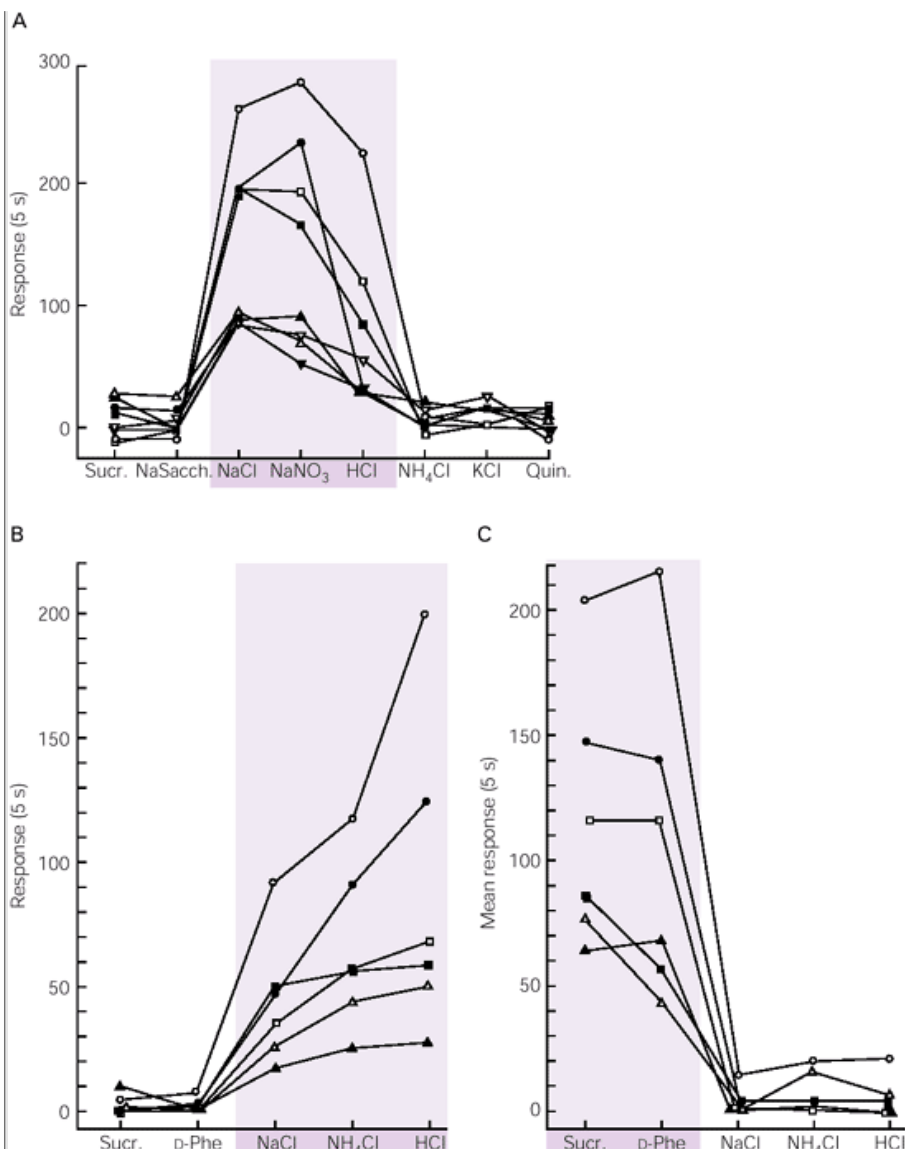 A
300
200
100
0
Response (5 s)
Sucr. NaSacch. NaCl NaNO₃ HCl NH₄Cl KCl Quin.
B
200
150
100
50
0
Response (5 s)
Sucr. D-Phe NaCl NH₄Cl HCl
C
200
150
100
50
0
Mean response (5 s)
Sucr. D-Phe NaCl NH₄Cl HCl